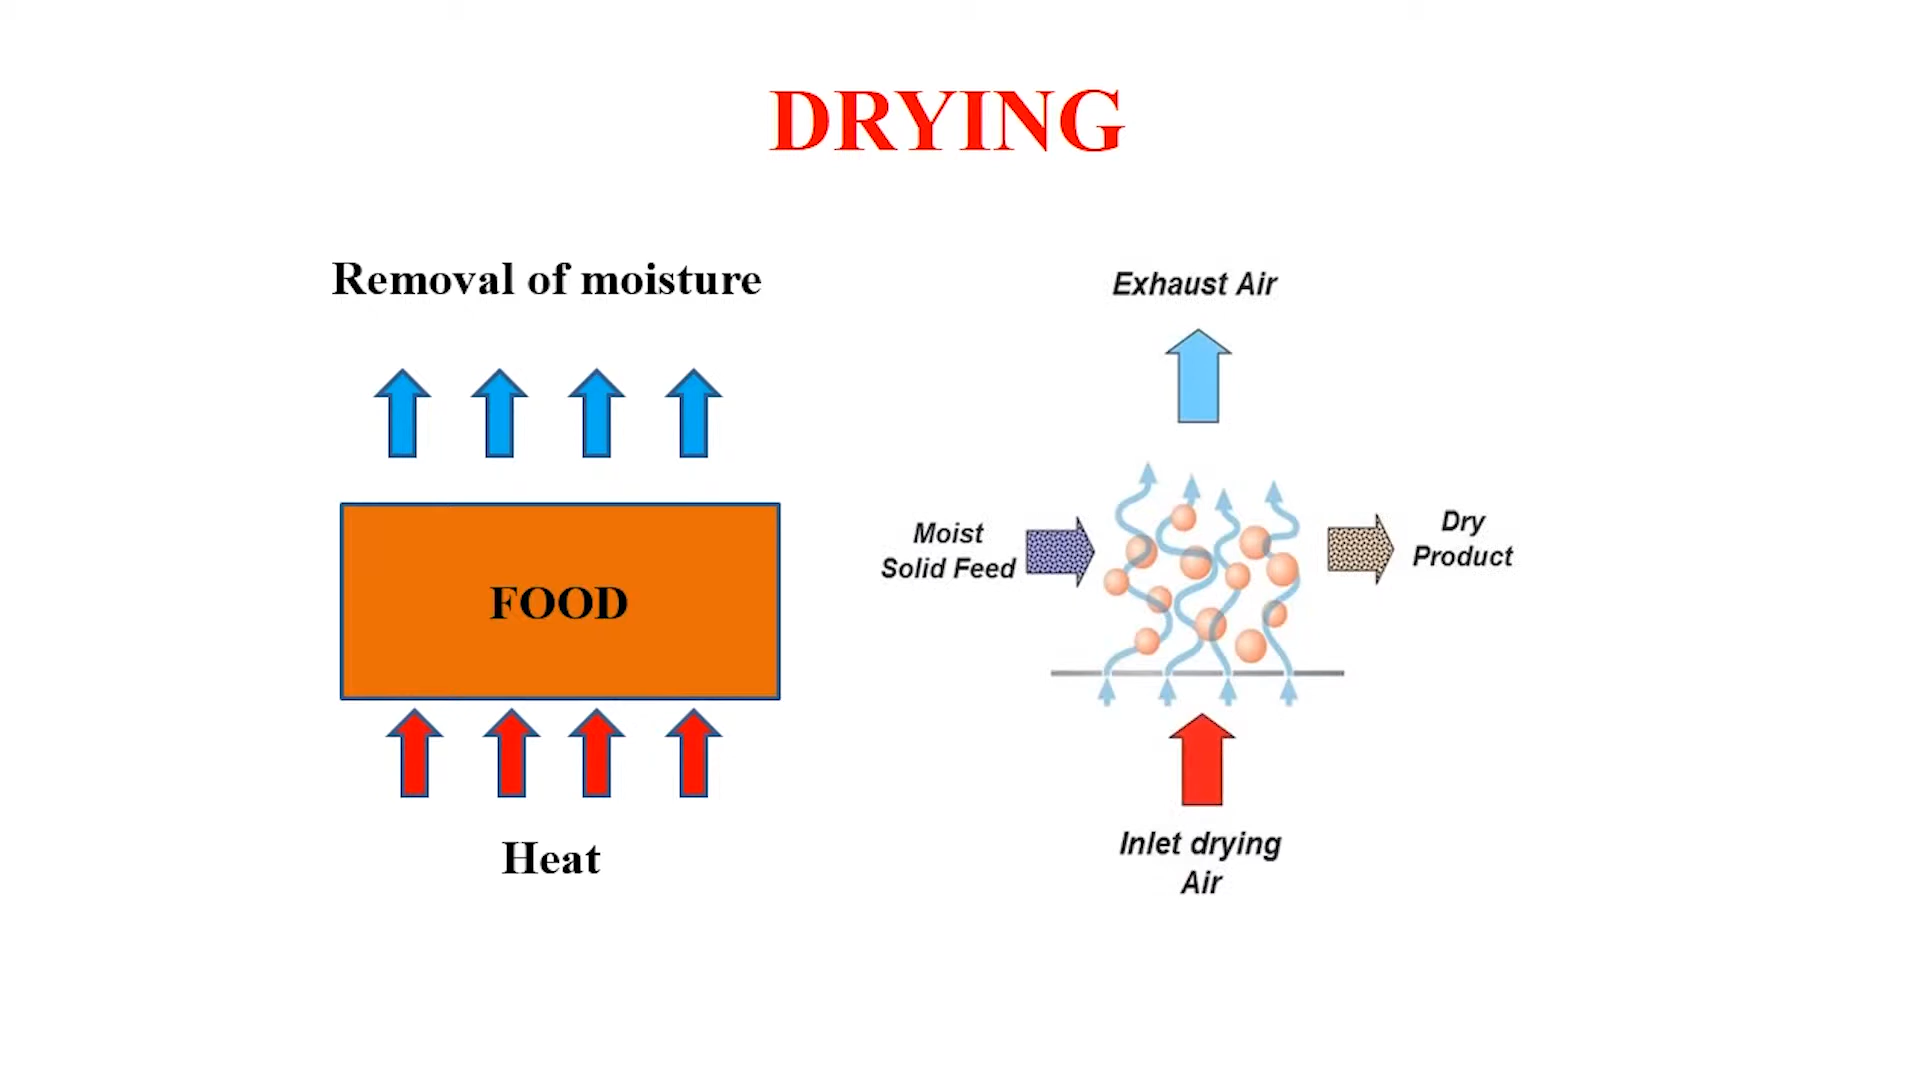 DRYING
Removal of moisture
FOOD
Heat
Exhaust Air
Moist
Solid Feed
Dry
Product
Inlet drying
Air